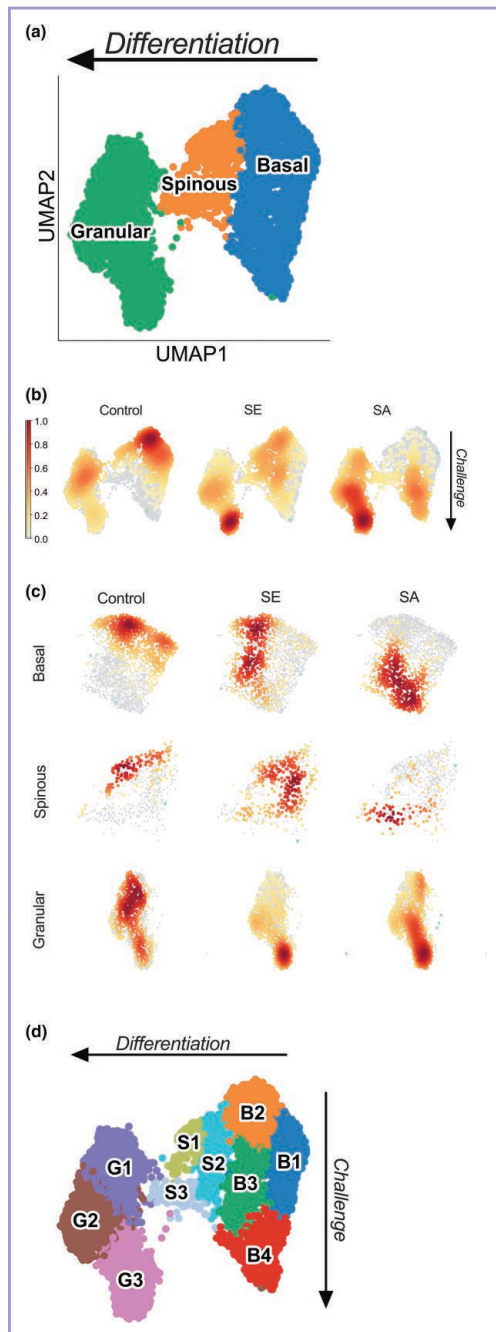 (a)
Differentiation
UMAP2
Granular
Spinous
Basal
UMAP1
(b)
Control
SE
SA
1.0
0.8
0.6
0.4
0.2
0.0
Challenge
(c)
Control
SE
SA
Basal
Spinous
Granular
(d)
Differentiation
B2
S1
G1
S2
B1
S3
B3
G2
B4
G3
Challenge